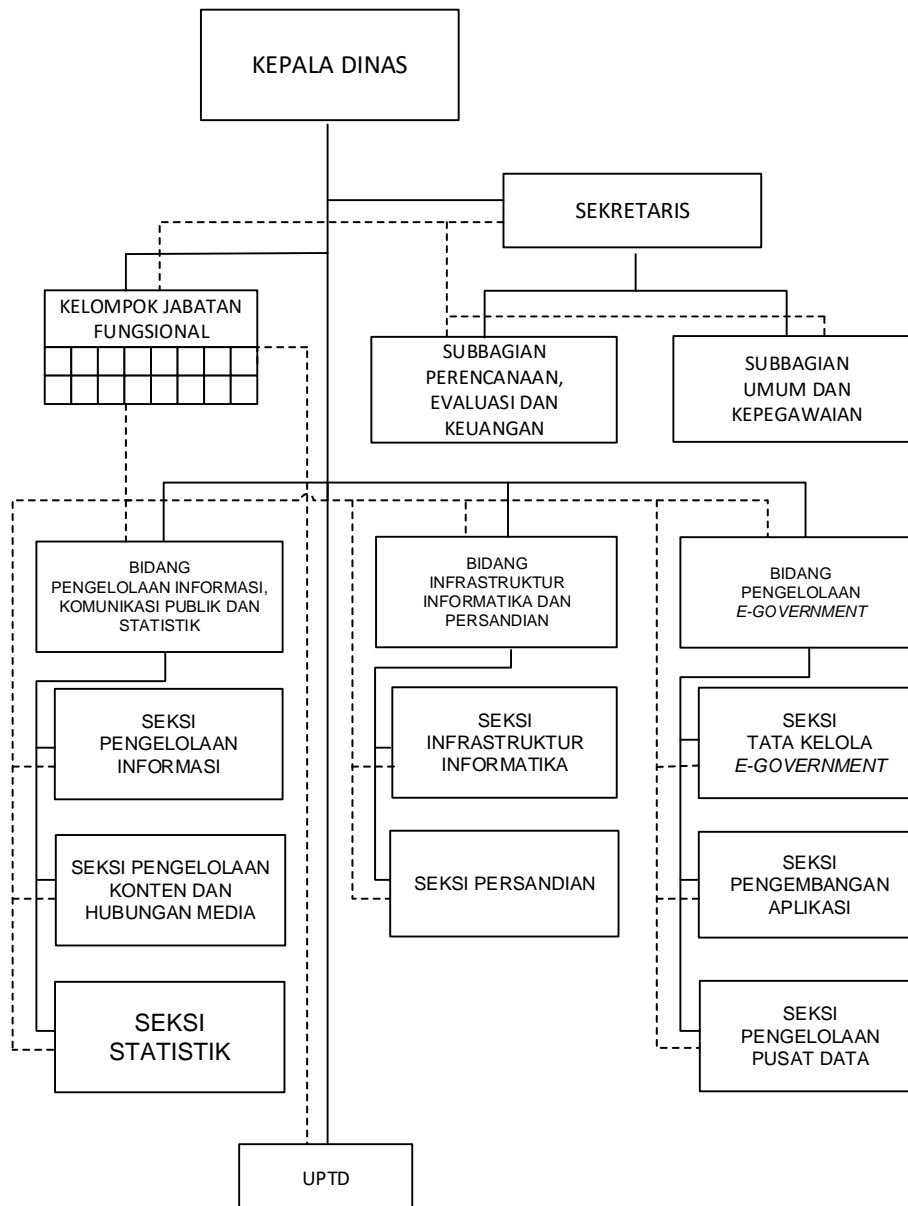 KEPALA DINAS
SEKRETARIS
KELOMPOK JABATAN
FUNGSIONAL
SUBBAGIAN
PERENCANAAN,
EVALUASI DAN
KEUANGAN
SUBBAGIAN
UMUM DAN
KEPEGAWAIAN
BIDANG
PENGELOLAAN INFORMASI,
KOMUNIKASI PUBLIK DAN
STATISTIK
BIDANG
INFRASTRUKTUR
INFORMATIKA DAN
PERSANDIAN
BIDANG
PENGELOLAAN
E-GOVERNMENT
SEKSI
PENGELOLAAN
INFORMASI
SEKSI
INFRASTRUKTUR
INFORMATIKA
SEKSI
TATA KELOLA
E-GOVERNMENT
SEKSI PENGELOLAAN
KONTEN DAN
HUBUNGAN MEDIA
SEKSI PERSANDIAN
SEKSI
PENGEMBANGAN
APLIKASI
SEKSI
STATISTIK
SEKSI
PENGELOLAAN
PUSAT DATA
UPTD